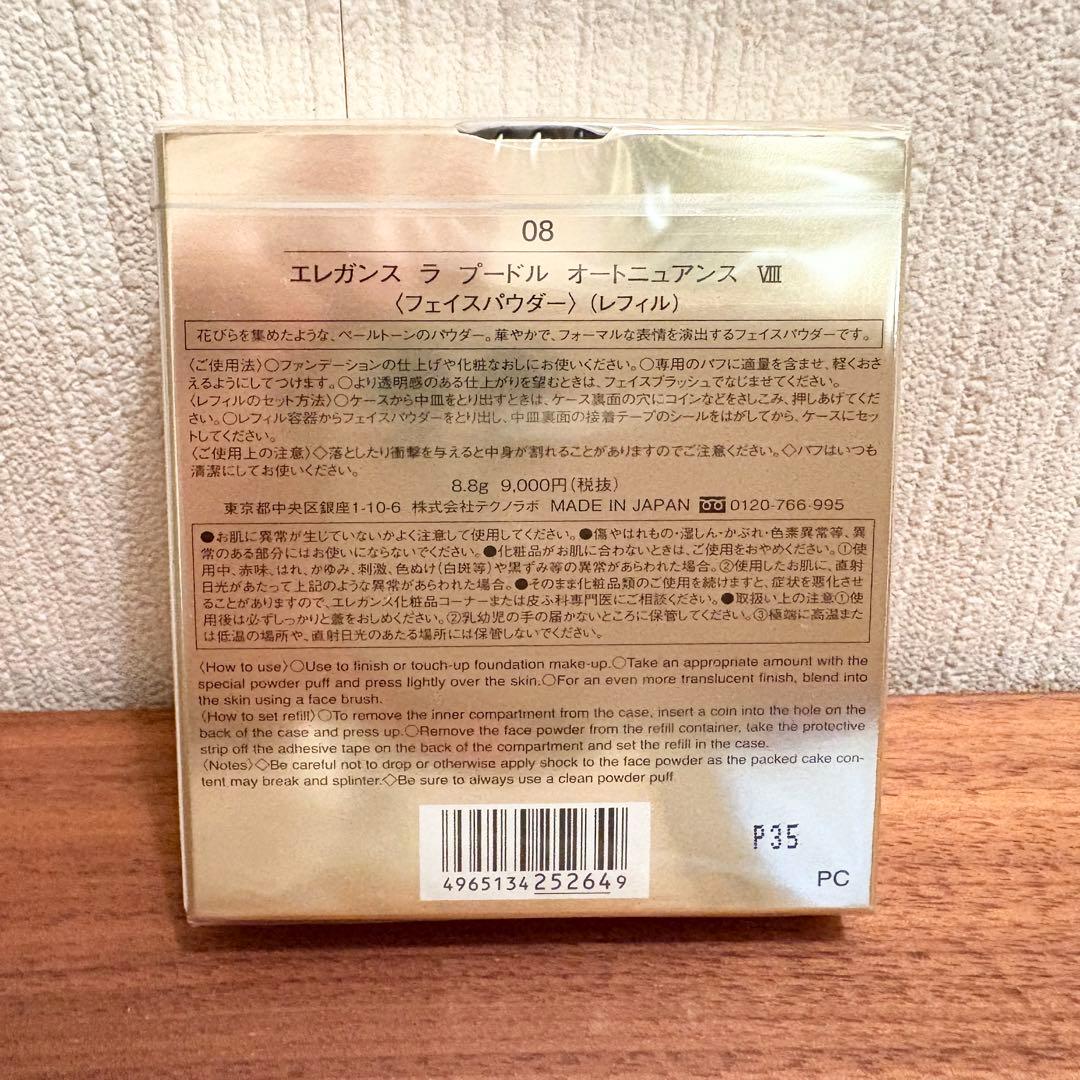 08
エレガンス ラ プードル オートニュアンス Ⅷ
〈フェイスパウダー〉(レフィル)
花びらを集めたような、ペールトーンのパウダー。華やかで、フォーマルな表情を演出するフェイスパウダーです。
〈ご使用法〉○ファンデーションの仕上げや化粧なおしにお使いください。○専用のパフに適量を含ませ、軽くおさ
えるようにしてつけます。○より透明感のある仕上がりを望むときは、フェイスブラッシュでなじませてください。
〈レフィルのセット方法〉○ケースから中皿をとり出すときは、ケース裏面の穴にコインなどをさしこみ、押しあげてく
ださい。○レフィル容器からフェイスパウダーをとり出し、中皿裏面の接着テープのシールをはがしてから、ケースにセッ
トしてください。
〈ご使用上の注意〉◇落としたり衝撃を与えると中身が割れることがありますのでご注意ください。◇パフはいつも
清潔にしてお使いください。
8.8g 9,000円(税抜)
東京都中央区銀座1-10-6 株式会社テクノラボ MADE IN JAPAN 0120-766-995
●お肌に異常が生じていないかよく注意して使用してください。●傷やはれもの・湿しん・かぶれ・色素異常等、異
常のある部分にはお使いにならないでください。●化粧品がお肌に合わないときは、ご使用をおやめください。①使
用中、赤味、はれ、かゆみ、刺激、色ぬけ(白斑等)や黒ずみ等の異常があらわれた場合。②使用したお肌に、直射
日光があたって上記のような異常があらわれた場合。●そのまま化粧品類のご使用を続けますと、症状を悪化させ
ることがありますので、エレガンス化粧品コーナーまたは皮ふ科専門医にご相談ください。●取扱い上の注意①使
用後は必ずしっかりと蓋をおしめください。②乳幼児の手の届かないところに保管してください。③極端に高温また
は低温の場所や、直射日光のあたる場所には保管しないでください。
〈How to use〉○Use to finish or touch-up foundation make-up.○Take an appropriate amount with the
special powder puff and press lightly over the skin.○For an even more translucent finish, blend into
the skin using a face brush.
〈How to set refill〉○To remove the inner compartment from the case, insert a coin into the hole on the
back of the case and press up.○Remove the face powder from the refill container, take the protective
strip off the adhesive tape on the back of the compartment and set the refill in the case.
〈Notes〉◇Be careful not to drop or otherwise apply shock to the face powder as the packed cake con-
tent may break and splinter.◇Be sure to always use a clean powder puff.
4965134252649
P35
PC